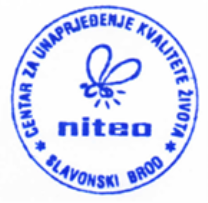 * CENTAR ZA UNAPRJEĐENJE KVALITETE ŽIVOTA *
niteo
SLAVONSKI BROD